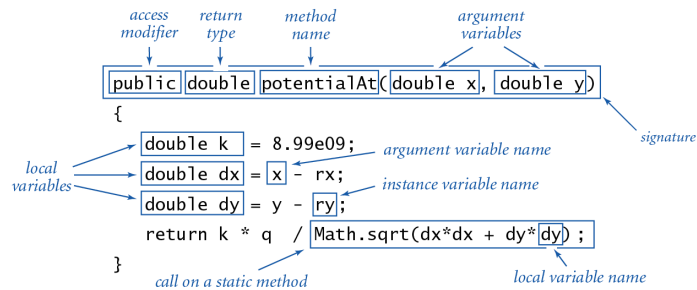 access modifier
return type
method name
argument variables
public double potentialAt(double x, double y)
signature
{
double k = 8.99e09;
double dx = x - rx;
double dy = y - ry;
return k * q / Math.sqrt(dx*dx + dy*dy);
}
local variables
argument variable name
instance variable name
call on a static method
local variable name